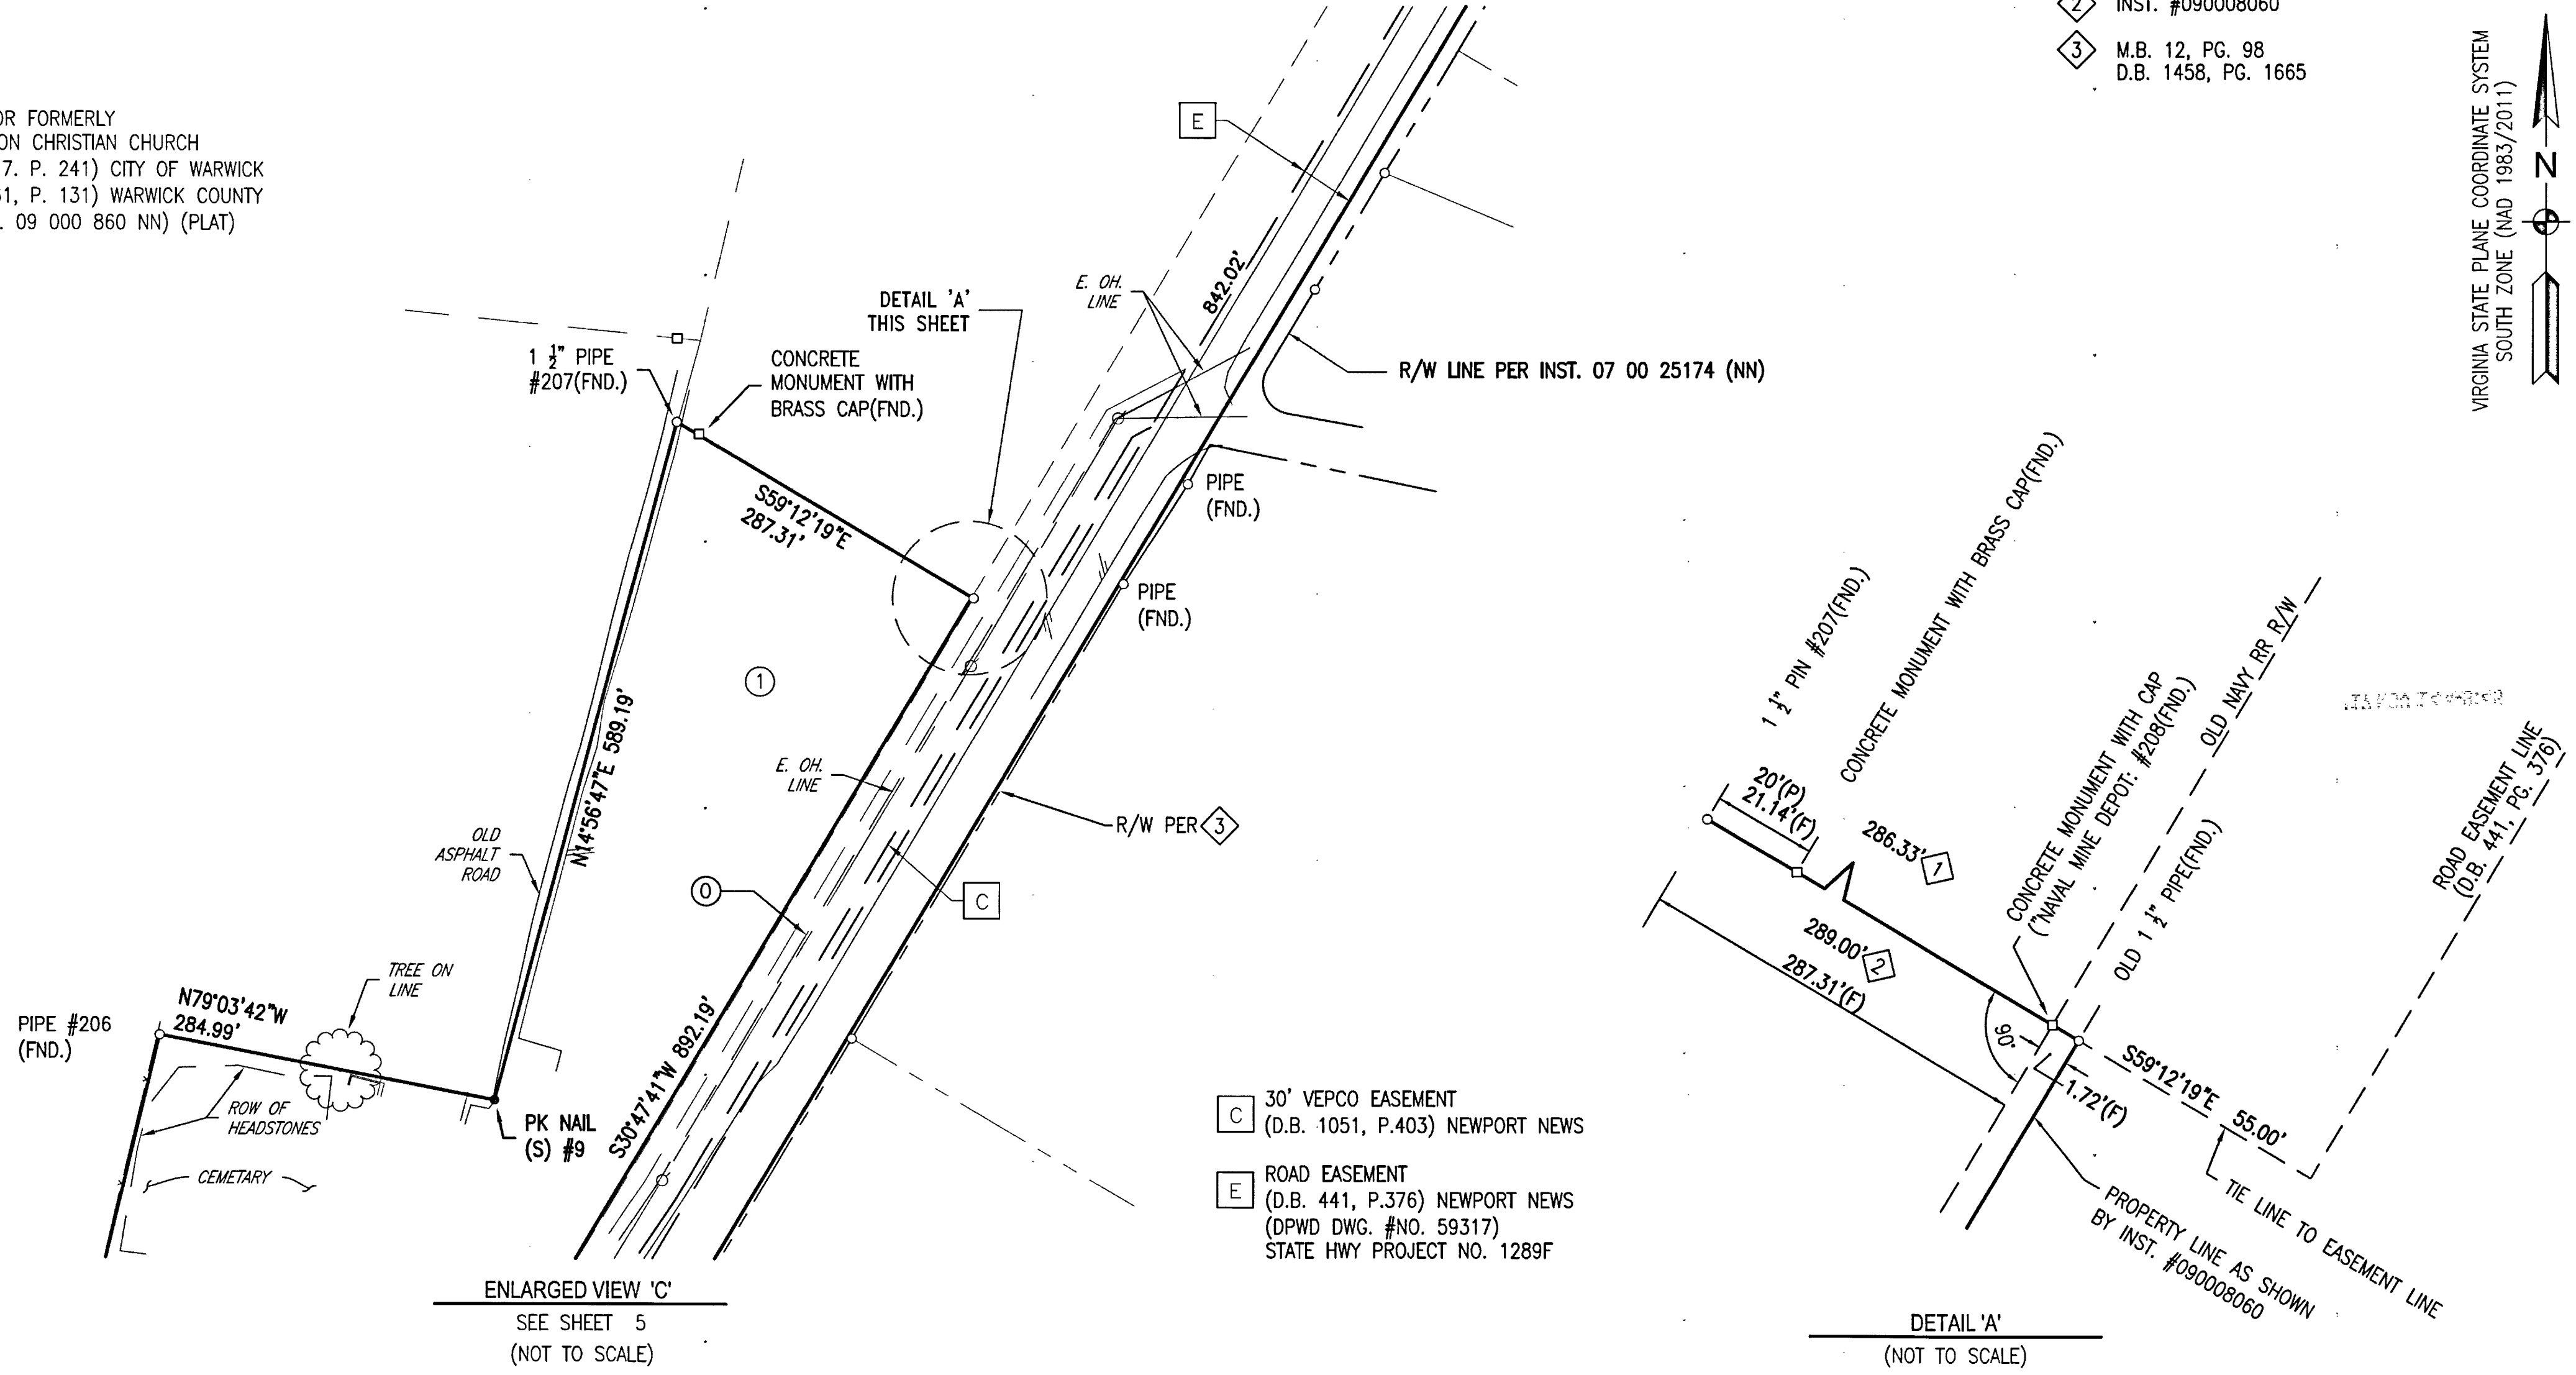 OR FORMERLY
ON CHRISTIAN CHURCH
7. P. 241) CITY OF WARWICK
31, P. 131) WARWICK COUNTY
. 09 000 860 NN) (PLAT)
2 INST. #090008060
3 M.B. 12, PG. 98
D.B. 1458, PG. 1665
VIRGINIA STATE PLANE COORDINATE SYSTEM
SOUTH ZONE (NAD 1983/2011)
N
E
842.02'
E. OH.
LINE
DETAIL 'A'
THIS SHEET
1 ½" PIPE
#207(FND.)
CONCRETE
MONUMENT WITH
BRASS CAP(FND.)
R/W LINE PER INST. 07 00 25174 (NN)
S59°12'19"E
287.31'
PIPE
(FND.)
PIPE
(FND.)
1
N14°56'47"E 589.19'
E. OH.
LINE
R/W PER 3
OLD
ASPHALT
ROAD
O
C
TREE ON
LINE
N79°03'42"W
284.99'
PIPE #206
(FND.)
ROW OF
HEADSTONES
CEMETARY
PK NAIL
(S) #9
S30°47'41"W 892.19'
C 30' VEPCO EASEMENT
(D.B. 1051, P.403) NEWPORT NEWS
E ROAD EASEMENT
(D.B. 441, P.376) NEWPORT NEWS
(DPWD DWG. #NO. 59317)
STATE HWY PROJECT NO. 1289F
ENLARGED VIEW 'C'
SEE SHEET 5
(NOT TO SCALE)
1 ½" PIN #207(FND.)
CONCRETE MONUMENT WITH BRASS CAP(FND.)
CONCRETE MONUMENT WITH CAP
("NAVAL MINE DEPOT: #208(FND.)
OLD NAVY RR R/W
OLD 1 ½" PIPE(FND.)
ROAD EASEMENT LINE
(D.B. 441, PG. 376)
20'(P)
21.14'(F)
286.33' 1
289.00' 2
287.31'(F)
90°
1.72'(F)
S59°12'19"E 55.00'
TIE LINE TO EASEMENT LINE
PROPERTY LINE AS SHOWN
BY INST. #090008060
DETAIL 'A'
(NOT TO SCALE)